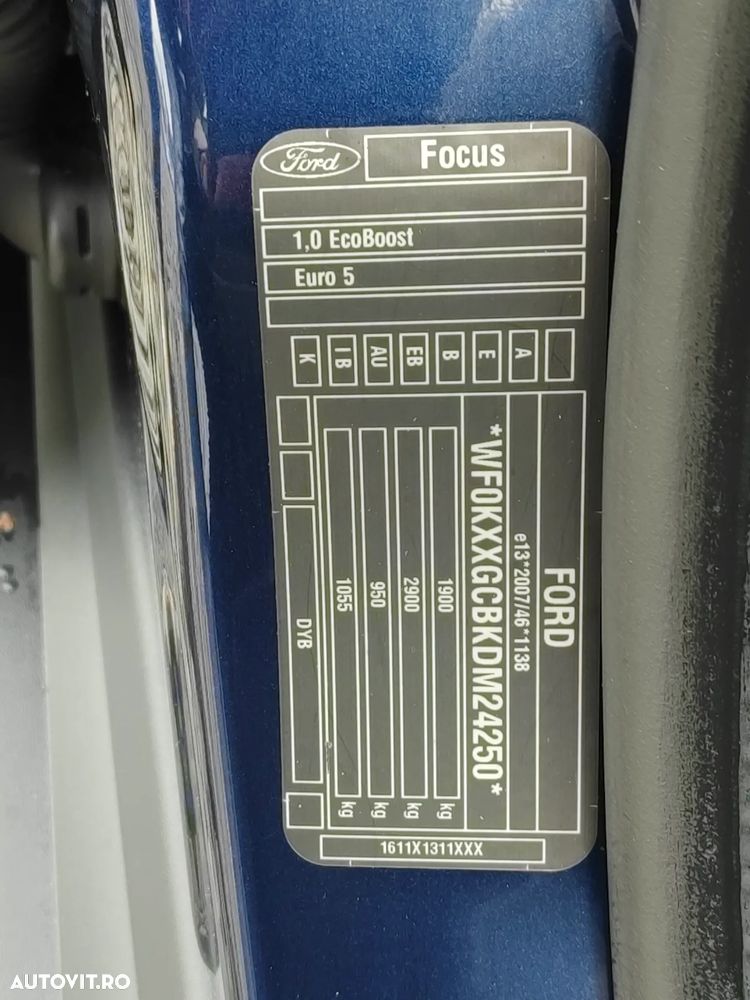 Ford
Focus
1,0 EcoBoost
Euro 5
K
I B
AU
EB
B
E
A
FORD
e13*2007/46*1138
*WF0KXXGCBKDM24250*
1900 kg
2900 kg
950 kg
1055 kg
DYB
1611X1311XXX
AUTOVIT.RO